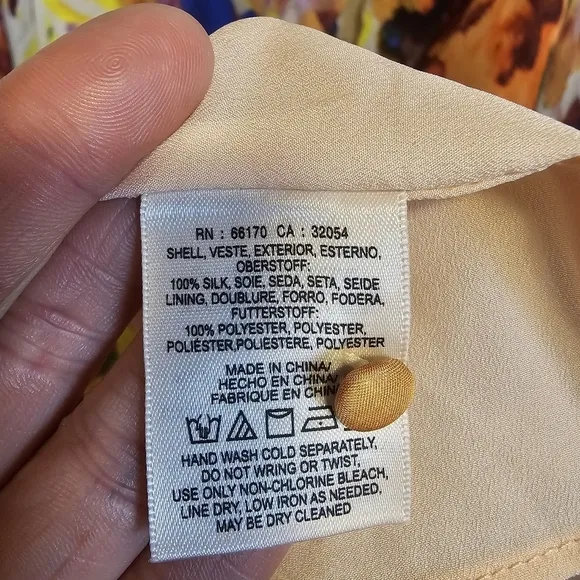 RN : 66170 CA : 32054
SHELL, VESTE, EXTERIOR, ESTERNO,
OBERSTOFF:
100% SILK, SOIE, SEDA, SETA, SEIDE
LINING, DOUBLURE, FORRO, FODERA,
FUTTERSTOFF:
100% POLYESTER, POLYESTER,
POLIÉSTER,POLIESTERE, POLYESTER
MADE IN CHINA/
HECHO EN CHINA/
FABRIQUE EN CHINA
HAND WASH COLD SEPARATELY,
DO NOT WRING OR TWIST,
USE ONLY NON-CHLORINE BLEACH,
LINE DRY, LOW IRON AS NEEDED,
MAY BE DRY CLEANED